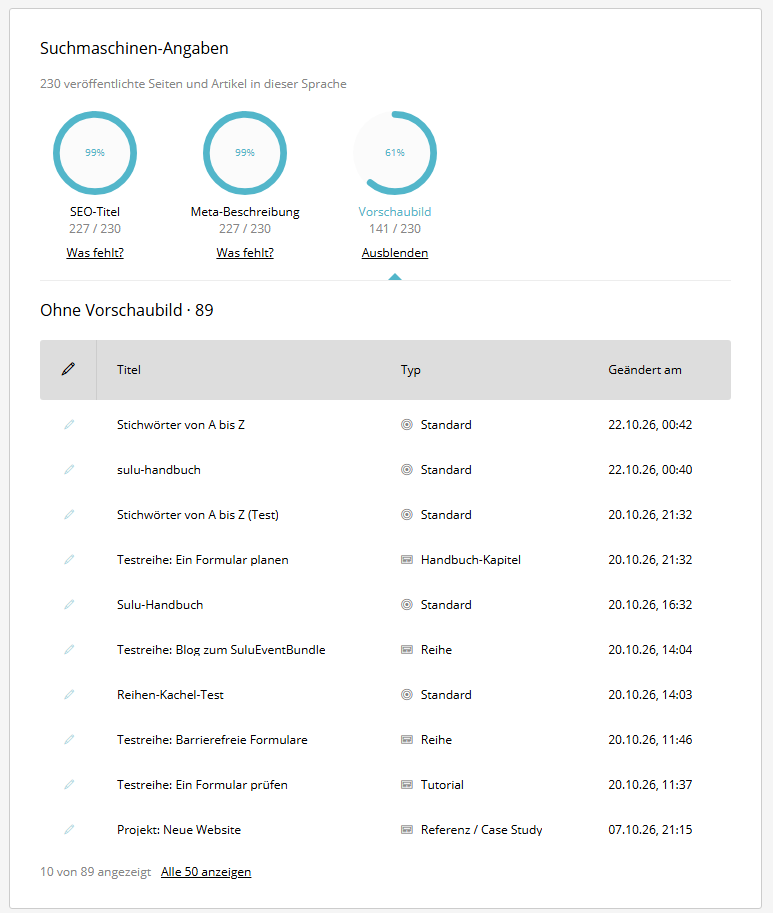 Suchmaschinen-Angaben
230 veröffentlichte Seiten und Artikel in dieser Sprache
99% 99% 61%
SEO-Titel Meta-Beschreibung Vorschaubild
227 / 230 227 / 230 141 / 230
Was fehlt? Was fehlt? Ausblenden
Ohne Vorschaubild · 89
Titel Typ Geändert am
Stichwörter von A bis Z Standard 22.10.26, 00:42
sulu-handbuch Standard 22.10.26, 00:40
Stichwörter von A bis Z (Test) Standard 20.10.26, 21:32
Testreihe: Ein Formular planen Handbuch-Kapitel 20.10.26, 21:32
Sulu-Handbuch Standard 20.10.26, 16:32
Testreihe: Blog zum SuluEventBundle Reihe 20.10.26, 14:04
Reihen-Kachel-Test Standard 20.10.26, 14:03
Testreihe: Barrierefreie Formulare Reihe 20.10.26, 11:46
Testreihe: Ein Formular prüfen Tutorial 20.10.26, 11:37
Projekt: Neue Website Referenz / Case Study 07.10.26, 21:15
10 von 89 angezeigt Alle 50 anzeigen